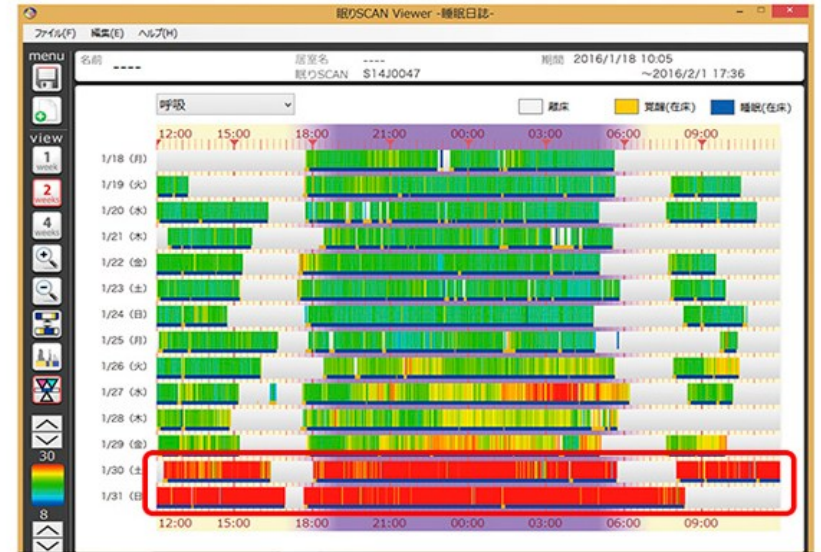 眠りSCAN Viewer -睡眠日誌-
ファイル(F) 編集(E) ヘルプ(H)
menu
名前 ----
居室名 ----
眠りSCAN S14J0047
期間 2016/1/18 10:05
～2016/2/1 17:36
呼吸
離床 覚醒(在床) 睡眠(在床)
view
1 week
2 weeks
4 weeks
12:00 15:00 18:00 21:00 00:00 03:00 06:00 09:00
1/18 (月)
1/19 (火)
1/20 (水)
1/21 (木)
1/22 (金)
1/23 (土)
1/24 (日)
1/25 (月)
1/26 (火)
1/27 (水)
1/28 (木)
1/29 (金)
1/30 (土
1/31 (日
12:00 15:00 18:00 21:00 00:00 03:00 06:00 09:00
30
8